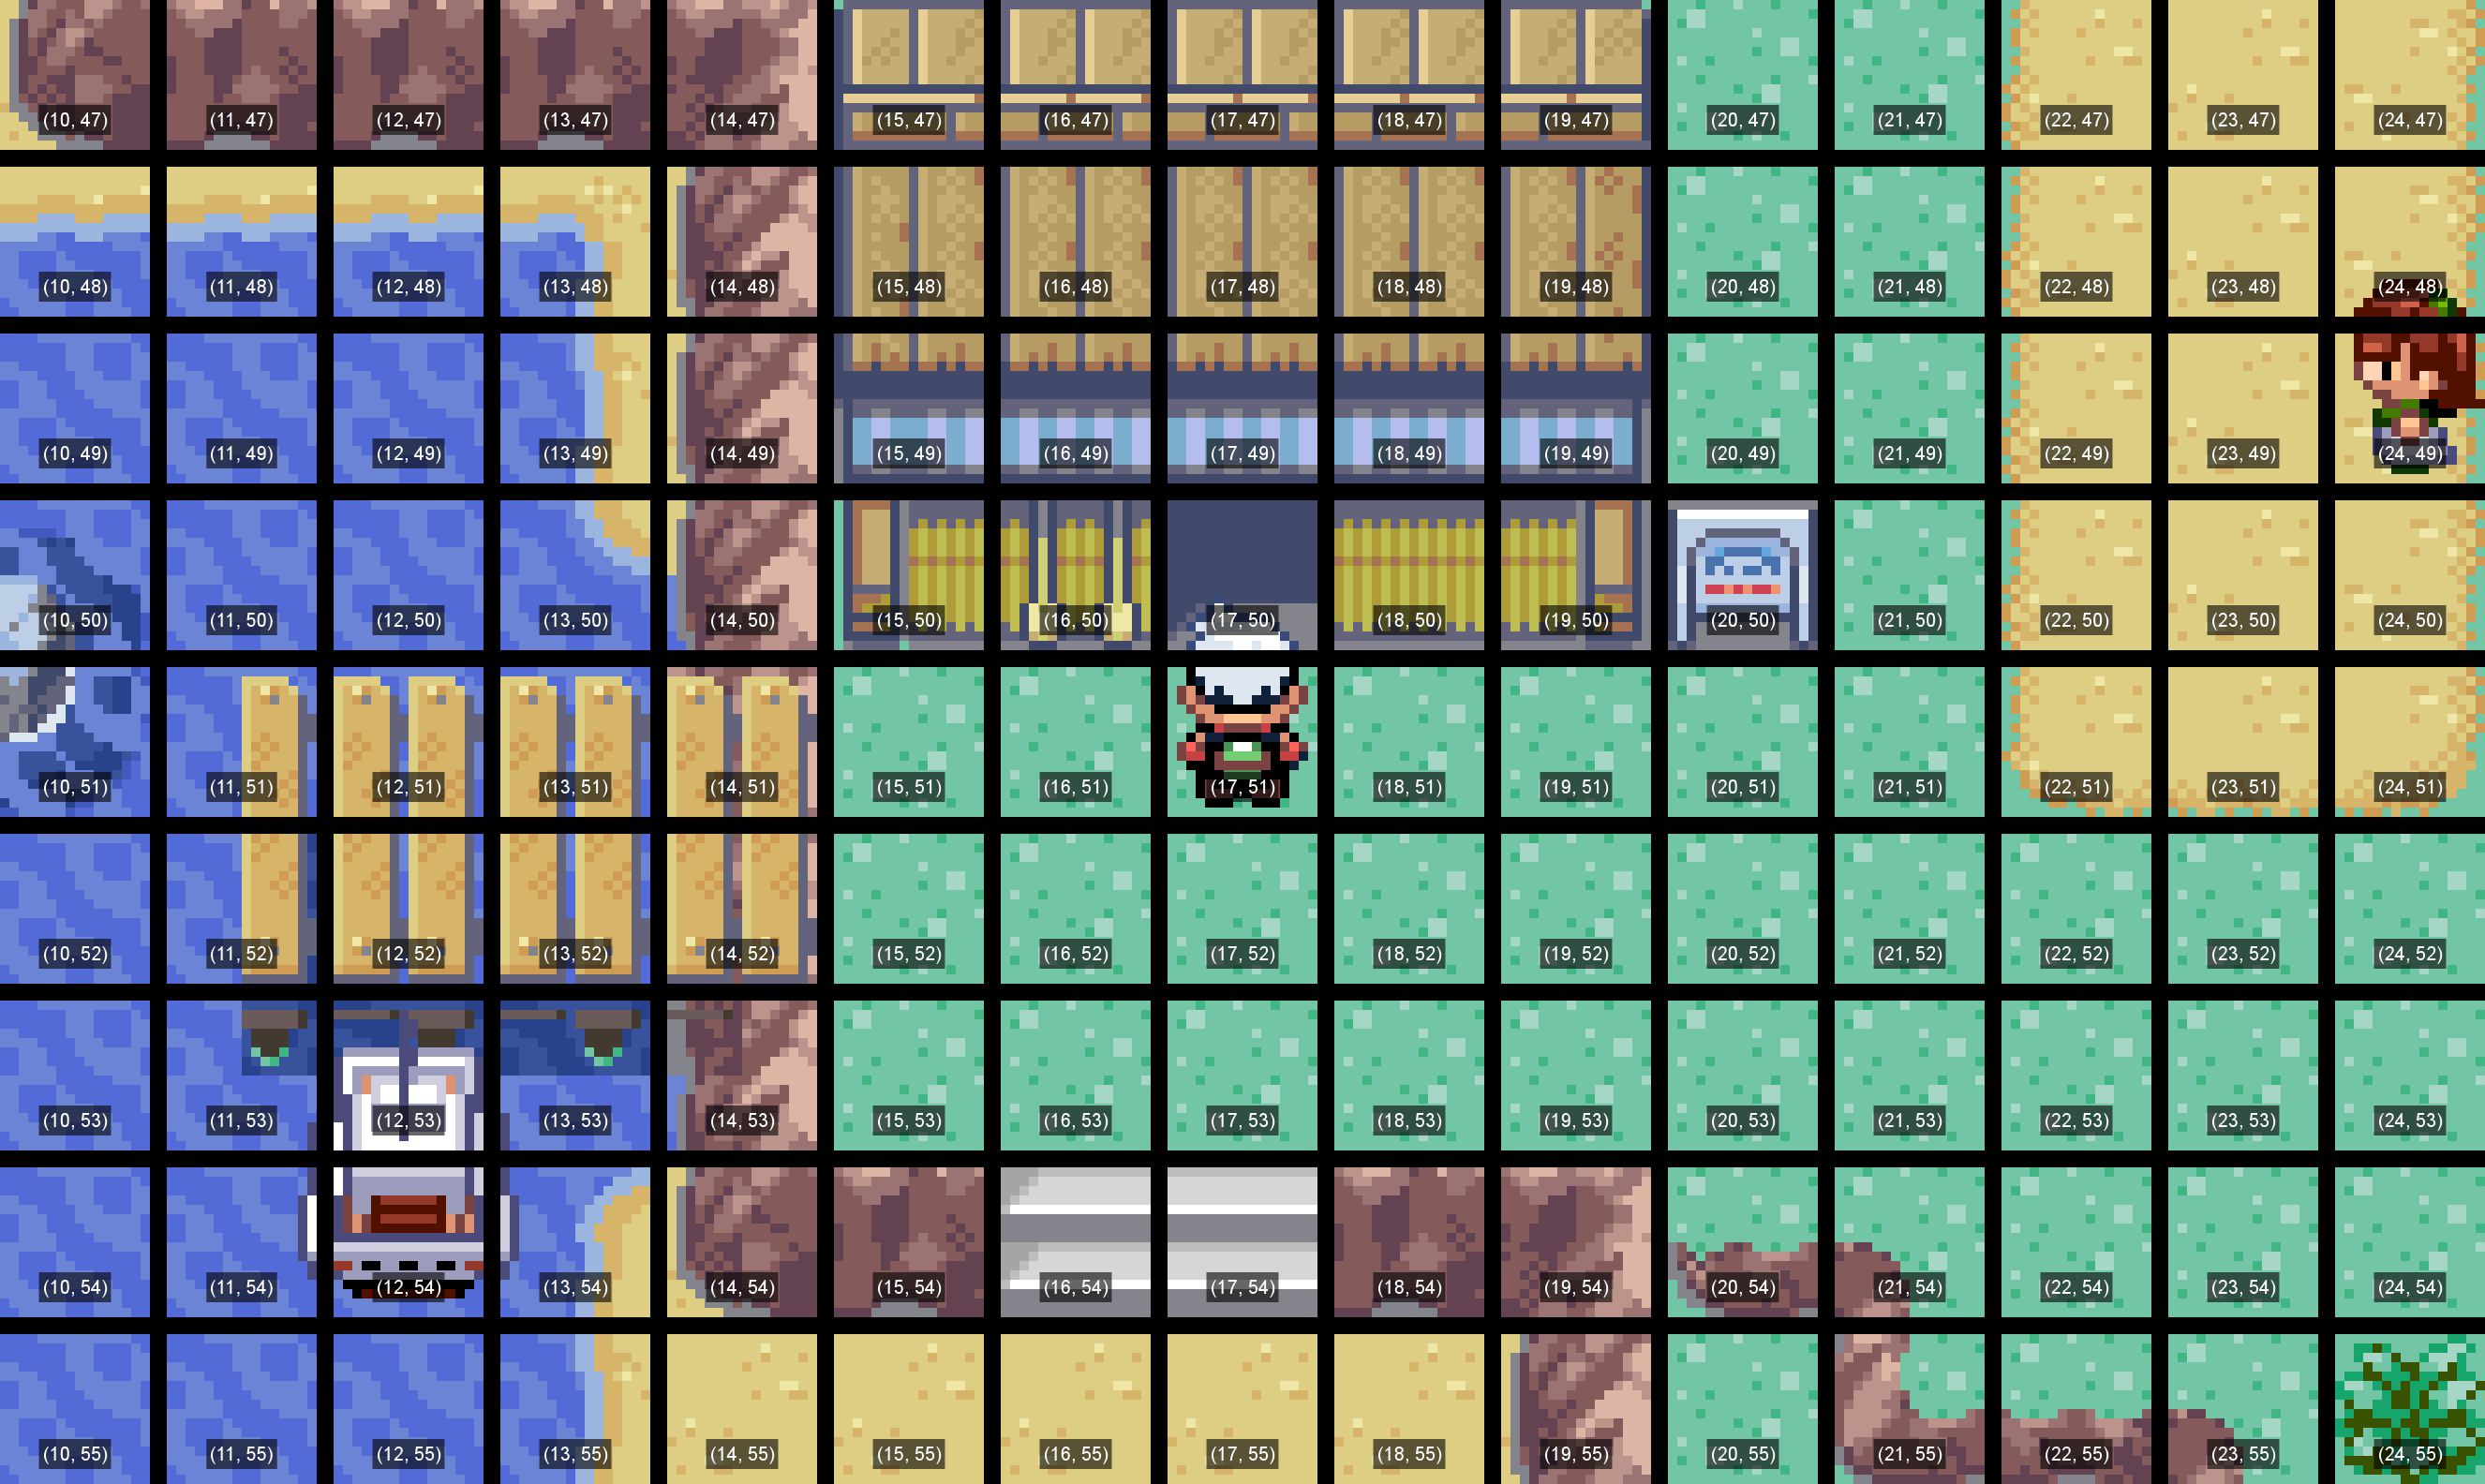 (10, 47) (11, 47) (12, 47) (13, 47) (14, 47) (15, 47) (16, 47) (17, 47) (18, 47) (19, 47) (20, 47) (21, 47) (22, 47) (23, 47) (24, 47)
(10, 48) (11, 48) (12, 48) (13, 48) (14, 48) (15, 48) (16, 48) (17, 48) (18, 48) (19, 48) (20, 48) (21, 48) (22, 48) (23, 48) (24, 48)
(10, 49) (11, 49) (12, 49) (13, 49) (14, 49) (15, 49) (16, 49) (17, 49) (18, 49) (19, 49) (20, 49) (21, 49) (22, 49) (23, 49) (24, 49)
(10, 50) (11, 50) (12, 50) (13, 50) (14, 50) (15, 50) (16, 50) (17, 50) (18, 50) (19, 50) (20, 50) (21, 50) (22, 50) (23, 50) (24, 50)
(10, 51) (11, 51) (12, 51) (13, 51) (14, 51) (15, 51) (16, 51) (17, 51) (18, 51) (19, 51) (20, 51) (21, 51) (22, 51) (23, 51) (24, 51)
(10, 52) (11, 52) (12, 52) (13, 52) (14, 52) (15, 52) (16, 52) (17, 52) (18, 52) (19, 52) (20, 52) (21, 52) (22, 52) (23, 52) (24, 52)
(10, 53) (11, 53) (12, 53) (13, 53) (14, 53) (15, 53) (16, 53) (17, 53) (18, 53) (19, 53) (20, 53) (21, 53) (22, 53) (23, 53) (24, 53)
(10, 54) (11, 54) (12, 54) (13, 54) (14, 54) (15, 54) (16, 54) (17, 54) (18, 54) (19, 54) (20, 54) (21, 54) (22, 54) (23, 54) (24, 54)
(10, 55) (11, 55) (12, 55) (13, 55) (14, 55) (15, 55) (16, 55) (17, 55) (18, 55) (19, 55) (20, 55) (21, 55) (22, 55) (23, 55) (24, 55)